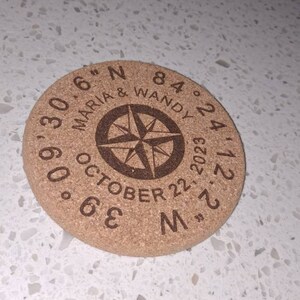 39°09'30.6"N 84°24'12.2"W
MARIA & WANDY
OCTOBER 22, 2023